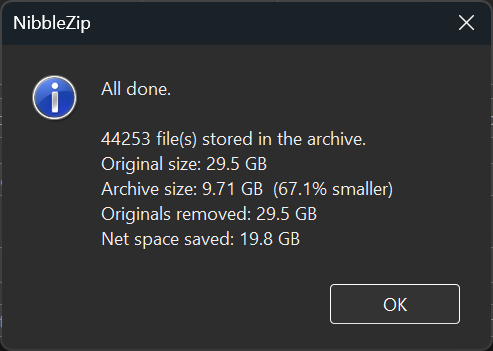 NibbleZip
All done.
44253 file(s) stored in the archive.
Original size: 29.5 GB
Archive size: 9.71 GB  (67.1% smaller)
Originals removed: 29.5 GB
Net space saved: 19.8 GB
OK